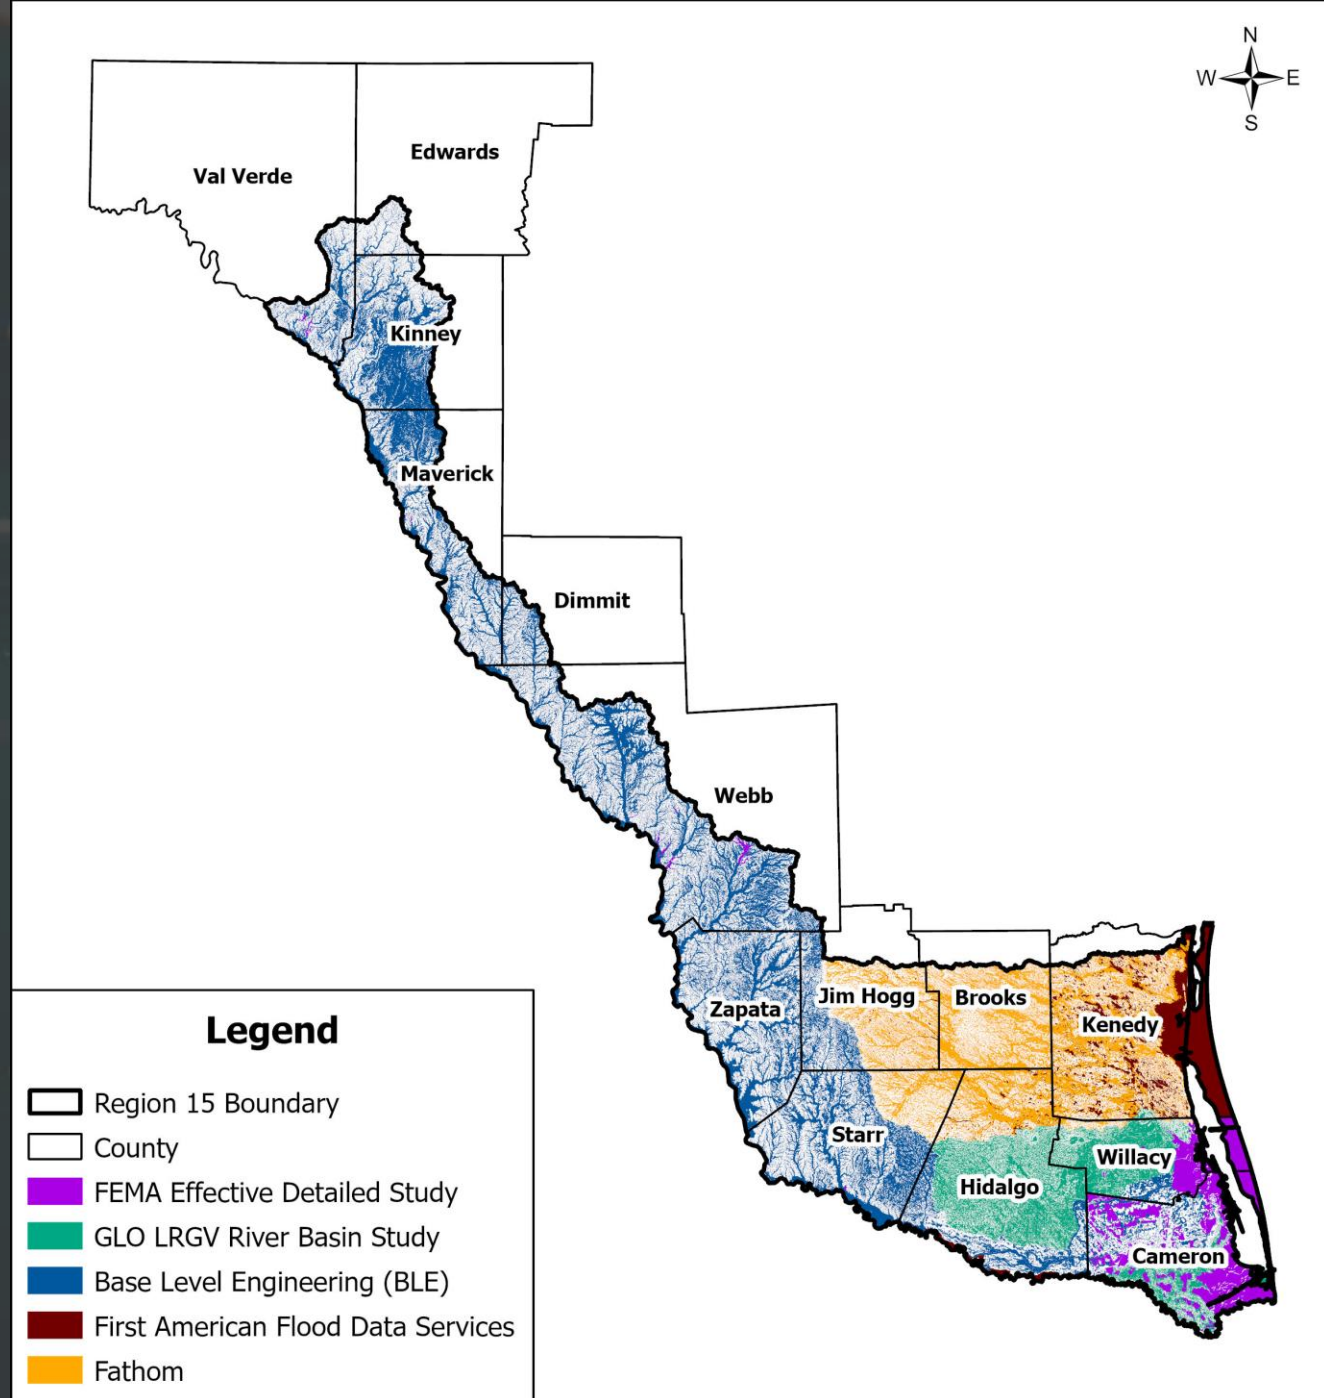 N
W E
S
Edwards
Val Verde
Kinney
Maverick
Dimmit
Webb
Zapata
Jim Hogg
Brooks
Kenedy
Starr
Willacy
Hidalgo
Cameron
Legend
Region 15 Boundary
County
FEMA Effective Detailed Study
GLO LRGV River Basin Study
Base Level Engineering (BLE)
First American Flood Data Services
Fathom